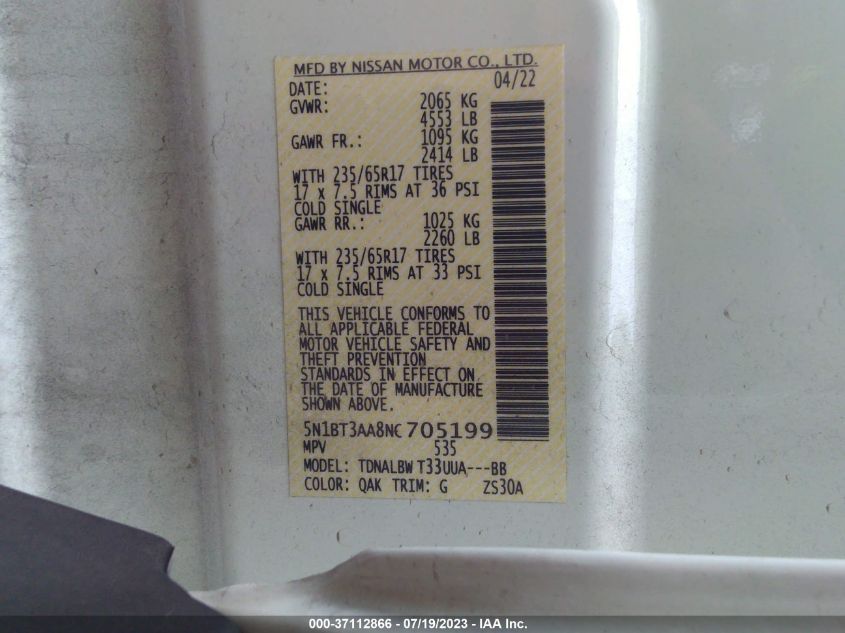 MFD BY NISSAN MOTOR CO., LTD.
DATE: 04/22
GVWR: 2065 KG
4553 LB
GAWR FR.: 1095 KG
2414 LB
WITH 235/65R17 TIRES
17 x 7.5 RIMS AT 36 PSI
COLD SINGLE
GAWR RR.: 1025 KG
2260 LB
WITH 235/65R17 TIRES
17 x 7.5 RIMS AT 33 PSI
COLD SINGLE
THIS VEHICLE CONFORMS TO
ALL APPLICABLE FEDERAL
MOTOR VEHICLE SAFETY AND
THEFT PREVENTION
STANDARDS IN EFFECT ON
THE DATE OF MANUFACTURE
SHOWN ABOVE.
5N1BT3AA8NC705199
MPV 535
MODEL: TDNALBW T33UUA---BB
COLOR: QAK TRIM: G ZS30A
000-37112866 - 07/19/2023 - IAA Inc.